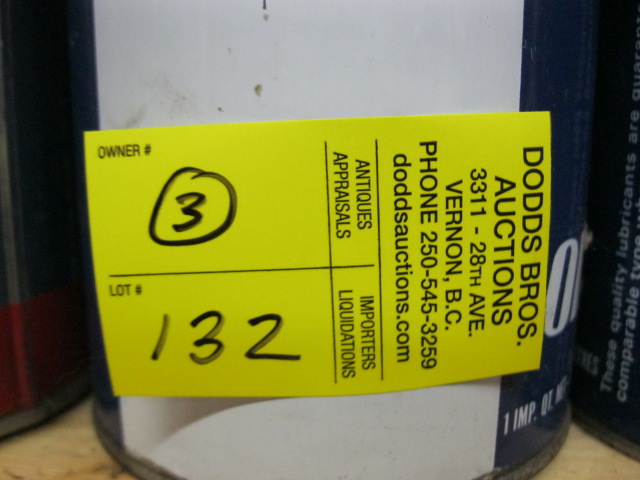 OWNER #
3
LOT #
132
ANTIQUES
APPRAISALS
IMPORTERS
LIQUIDATIONS
DODDS BROS.
AUCTIONS
3311 - 28TH AVE.
VERNON, B.C.
PHONE 250-545-3259
doddsauctions.com
1 IMP. QT.
These quality lubricants are
comparable